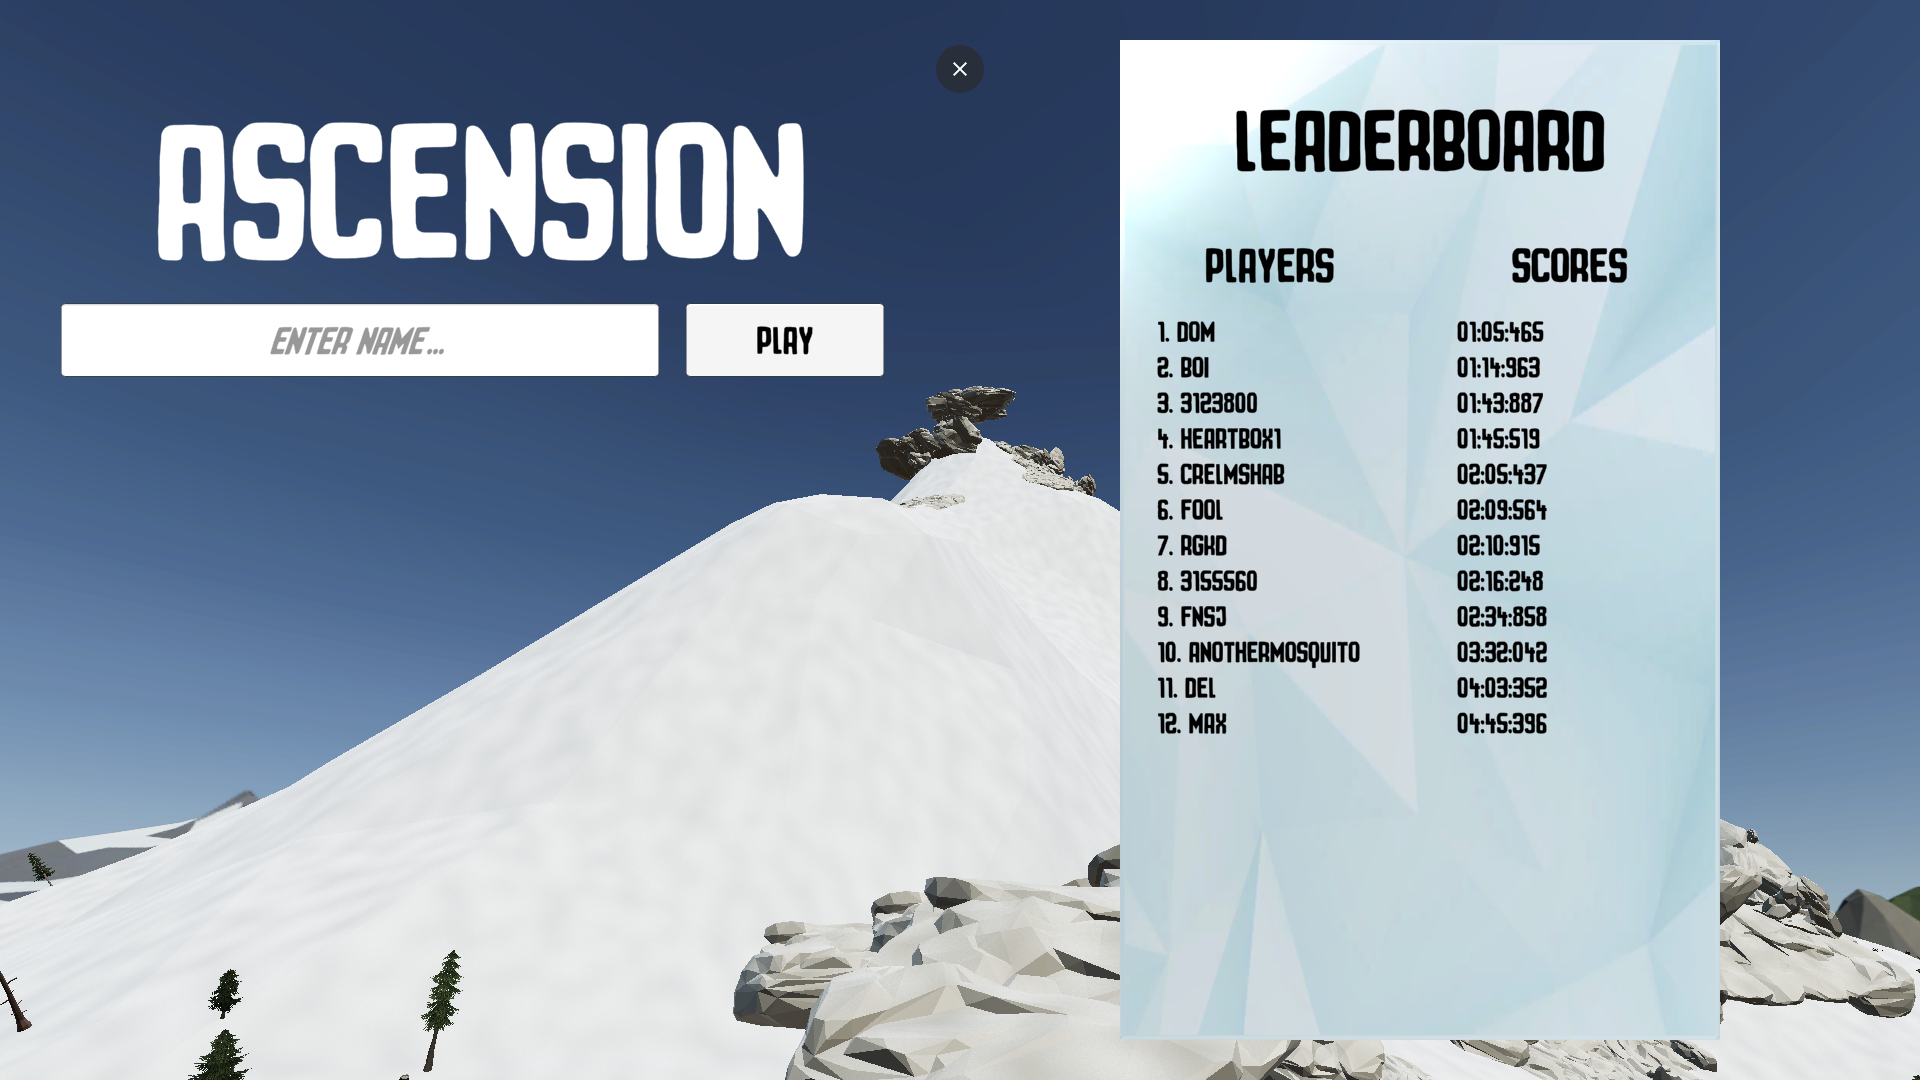 ASCENSION
ENTER NAME...
PLAY
LEADERBOARD
PLAYERS SCORES
1. DOM 01:05:465
2. BOI 01:14:963
3. 3123800 01:43:887
4. HEARTBOX1 01:45:519
5. CRELMSHAB 02:05:437
6. FOOL 02:09:564
7. RGKD 02:10:915
8. 3155560 02:16:248
9. FNSJ 02:34:858
10. ANOTHERMOSQUITO 03:32:042
11. DEL 04:03:352
12. MAX 04:45:396